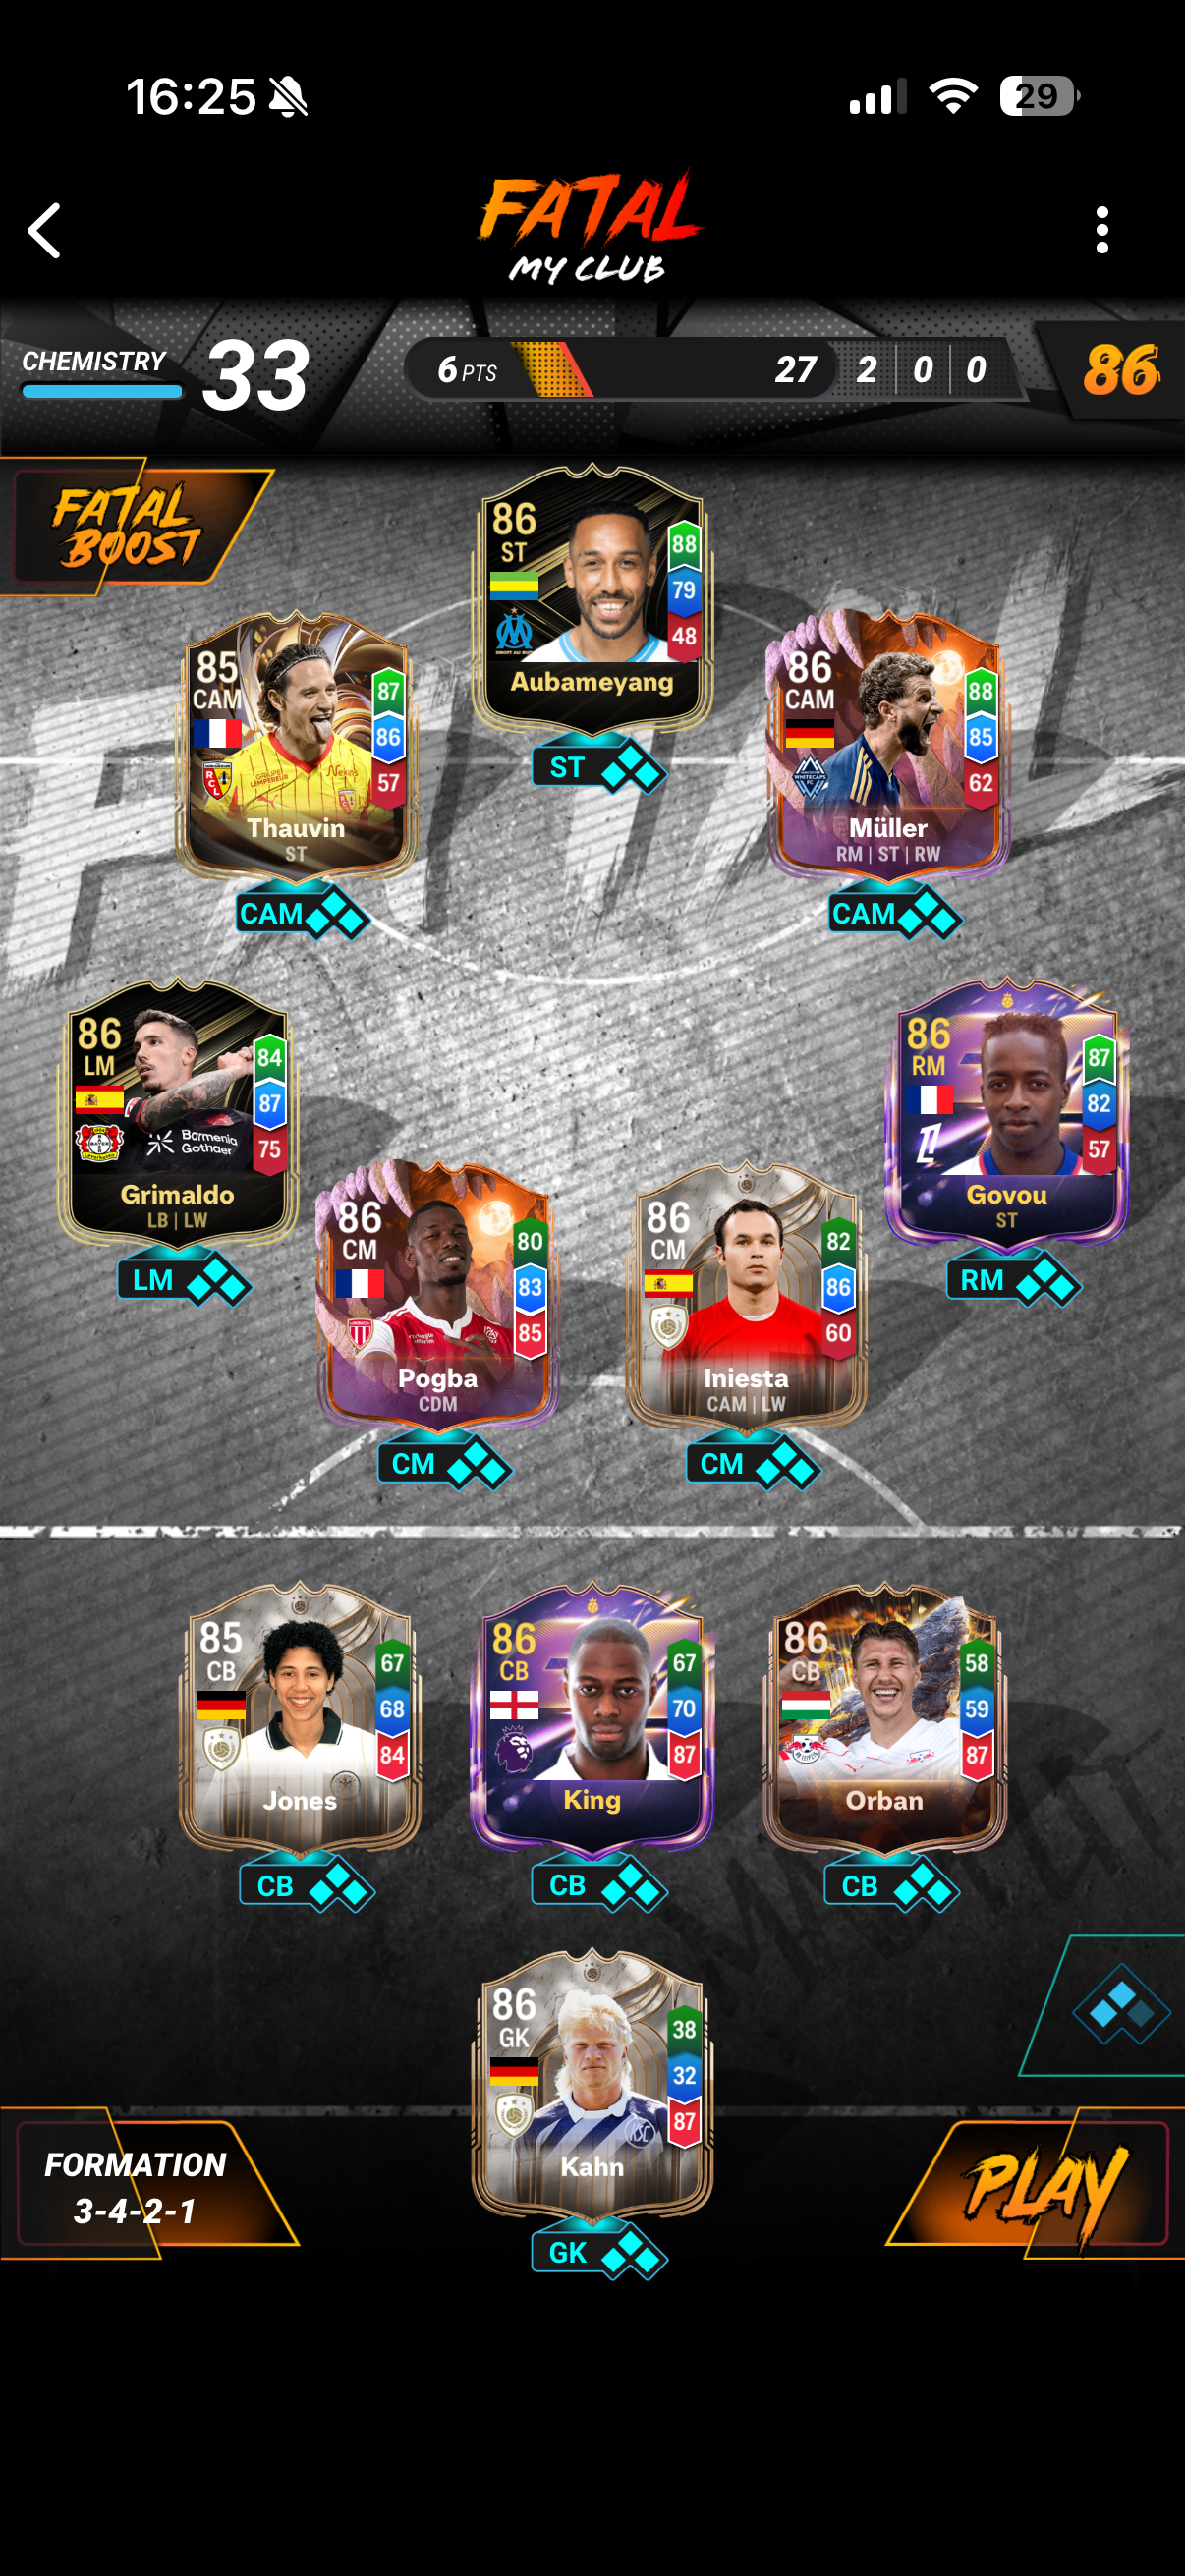 16:25
29
FATAL
MY CLUB
CHEMISTRY 33
6 PTS 27 2 0 0
86
FATAL
BOOST
86
ST
88
79
48
Aubameyang
ST
85
CAM
87
86
57
Thauvin
ST
CAM
86
CAM
88
85
62
Müller
RM | ST | RW
CAM
86
LM
84
87
75
Barmenia
Gothaer
Grimaldo
LB | LW
LM
86
RM
87
82
57
Govou
ST
RM
86
CM
80
83
85
Pogba
CDM
CM
86
CM
82
86
60
Iniesta
CAM | LW
CM
85
CB
67
68
84
Jones
CB
86
CB
67
70
87
King
CB
86
CB
58
59
87
Orban
CB
86
GK
38
32
87
KSC
Kahn
GK
FORMATION
3-4-2-1
PLAY